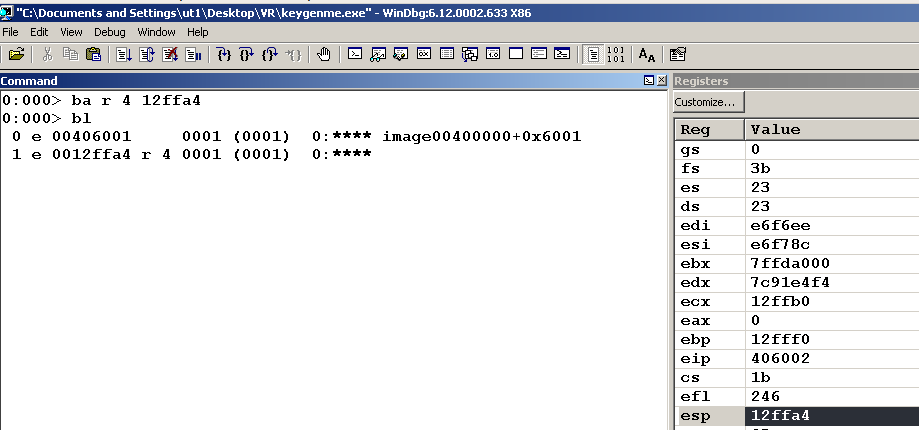 "C:\Documents and Settings\ut1\Desktop\VR\keygenme.exe" - WinDbg:6.12.0002.633 X86
File Edit View Debug Window Help
Command
0:000> ba r 4 12ffa4
0:000> bl
0 e 00406001 0001 (0001) 0:**** image00400000+0x6001
1 e 0012ffa4 r 4 0001 (0001) 0:****
Registers
Customize...
Reg Value
gs 0
fs 3b
es 23
ds 23
edi e6f6ee
esi e6f78c
ebx 7ffda000
edx 7c91e4f4
ecx 12ffb0
eax 0
ebp 12fff0
eip 406002
cs 1b
efl 246
esp 12ffa4